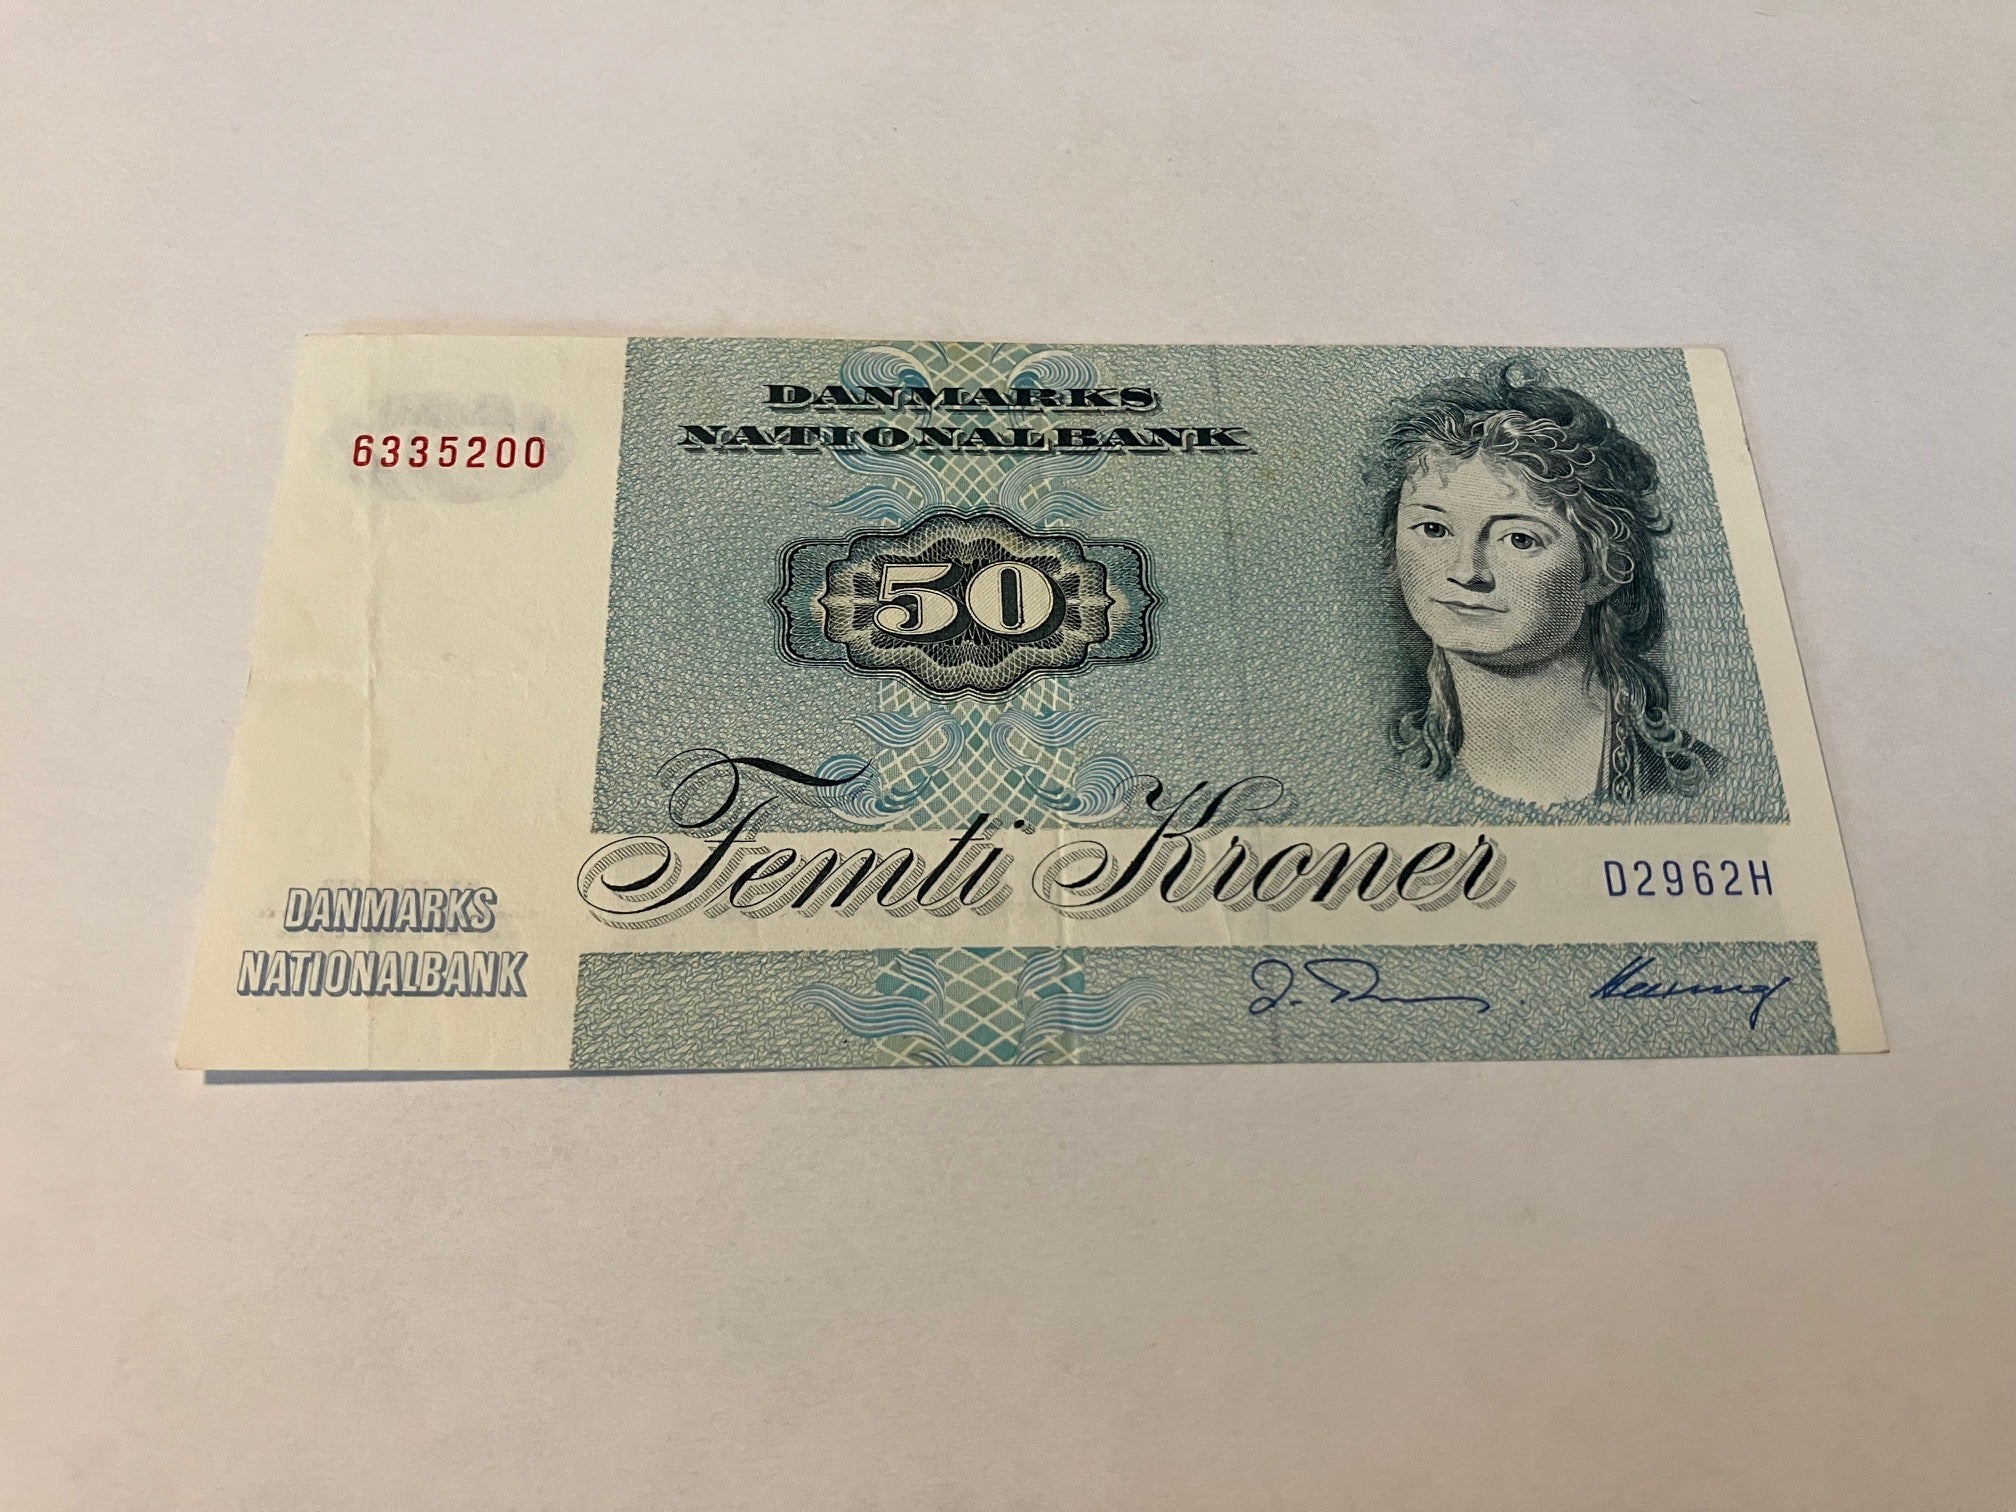 6335200
DANMARKS
NATIONALBANK
50
Femti Kroner
D2962H
DANMARKS
NATIONALBANK